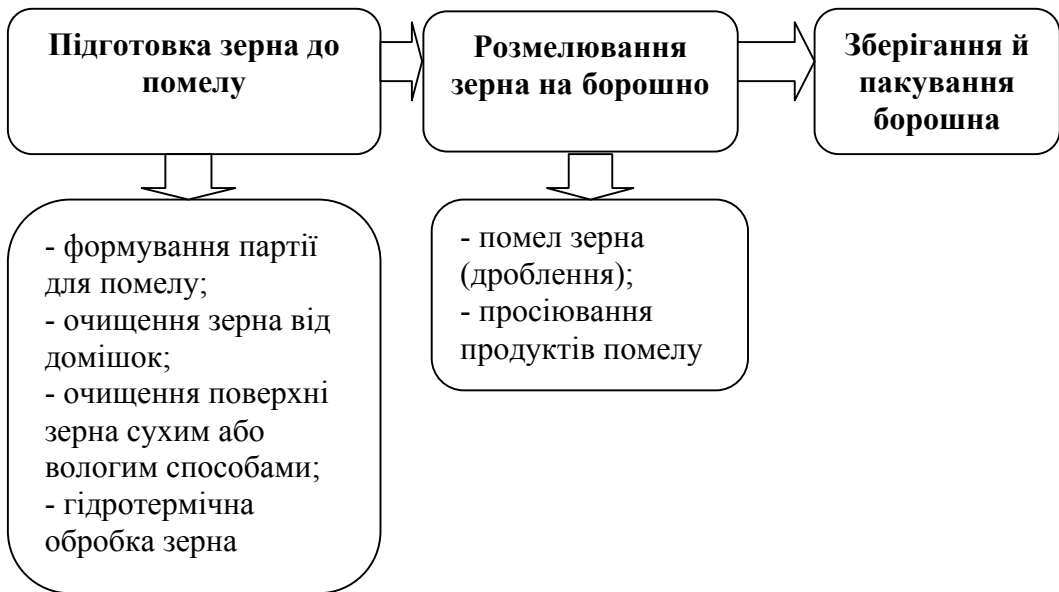 Підготовка зерна до
помелу
Розмелювання
зерна на борошно
Зберігання й
пакування
борошна
- формування партії
для помелу;
- очищення зерна від
домішок;
- очищення поверхні
зерна сухим або
вологим способами;
- гідротермічна
обробка зерна
- помел зерна
(дроблення);
- просіювання
продуктів помелу